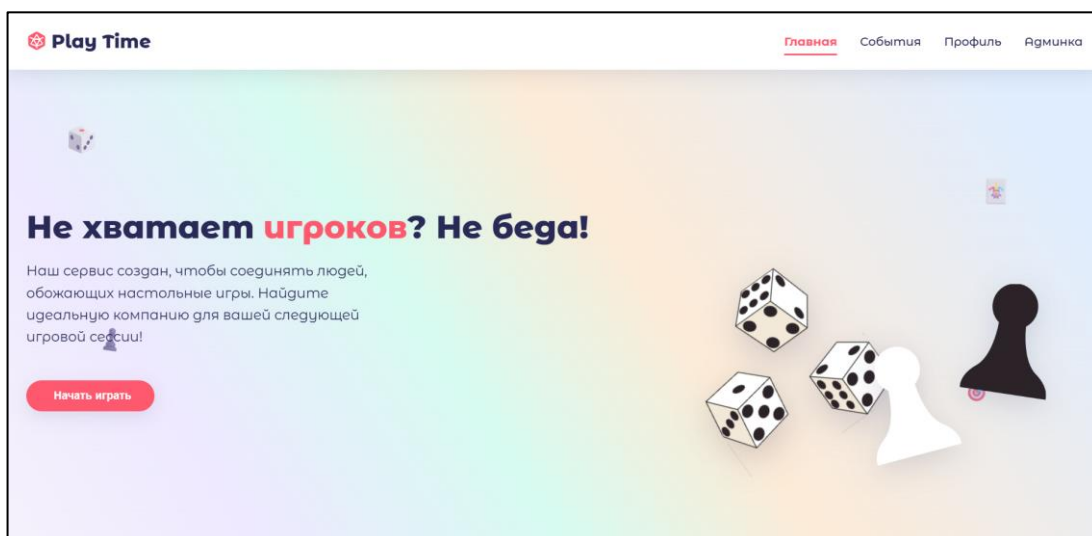 Play Time
Главная События Профиль Админка
Не хватает игроков? Не беда!
Наш сервис создан, чтобы соединять людей,
обожающих настольные игры. Найдите
идеальную компанию для вашей следующей
игровой сессии!
Начать играть